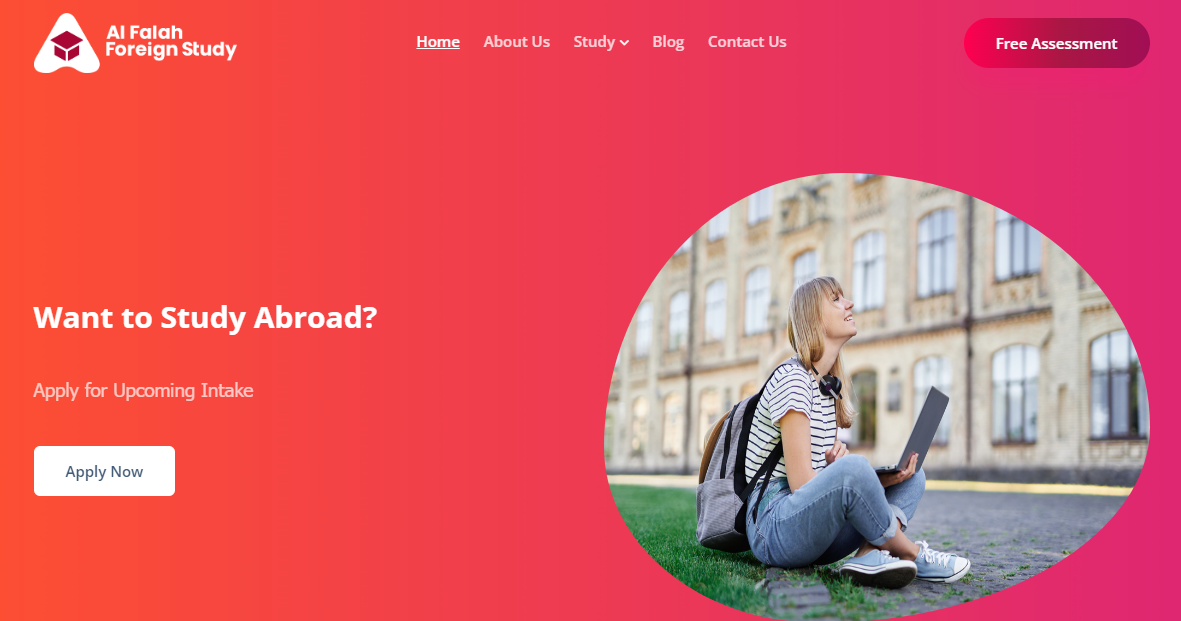 Al Falah
Foreign Study
Home
About Us
Study
Blog
Contact Us
Free Assessment
Want to Study Abroad?
Apply for Upcoming Intake
Apply Now